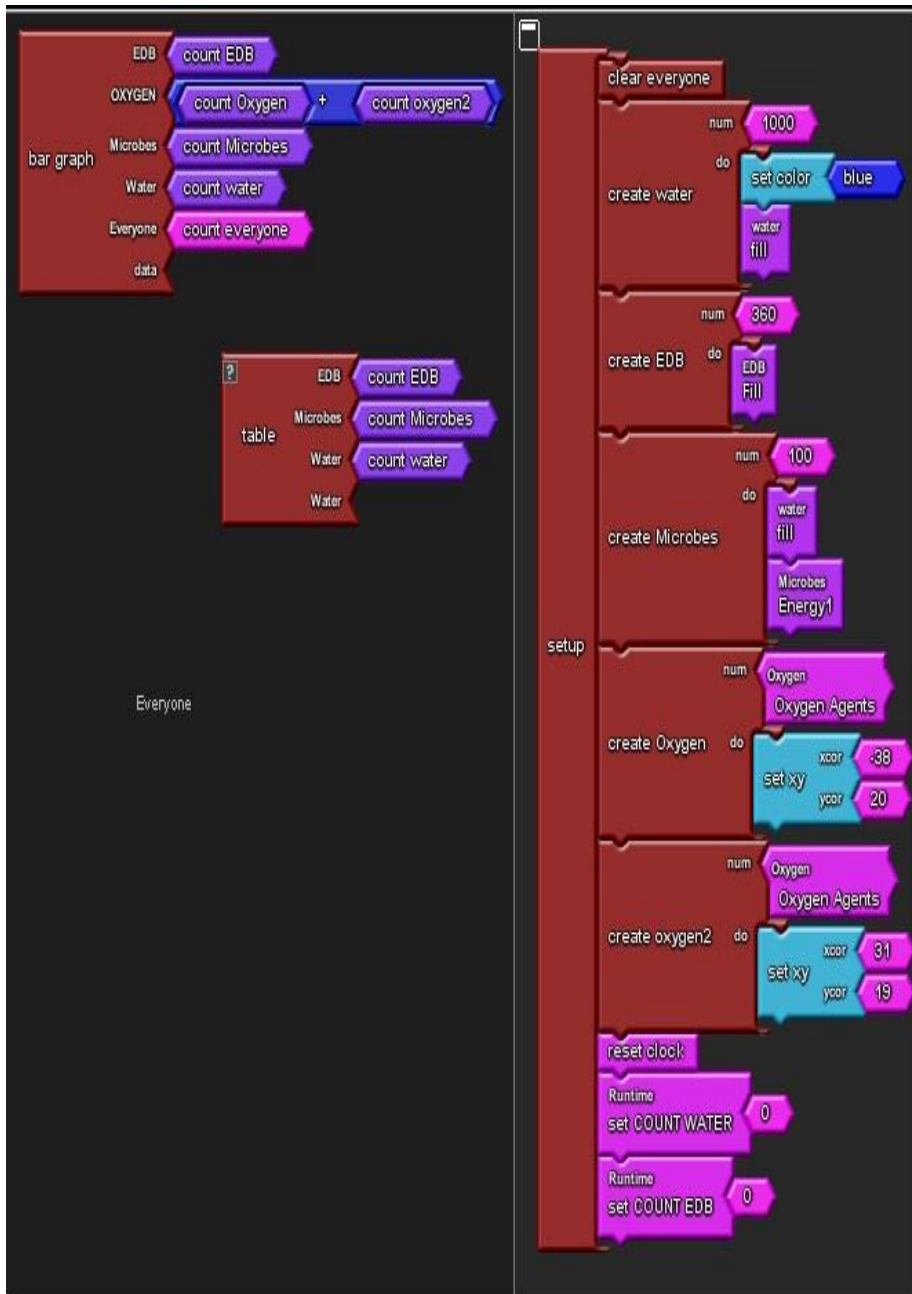 EDB count EDB
OXYGEN count Oxygen + count oxygen2
Microbes count Microbes
bar graph
Water count water
Everyone count everyone
data
? EDB count EDB
Microbes count Microbes
table
Water count water
Water
Everyone
setup
clear everyone
num 1000
do set color blue
create water
water
fill
num 360
create EDB do
EDB
Fill
num 100
do
water
fill
create Microbes
Microbes
Energy1
num Oxygen
Oxygen Agents
create Oxygen do
set xy
xcor -38
ycor 20
num Oxygen
Oxygen Agents
create oxygen2 do
set xy
xcor 31
ycor 19
reset clock
Runtime
set COUNT WATER 0
Runtime
set COUNT EDB 0